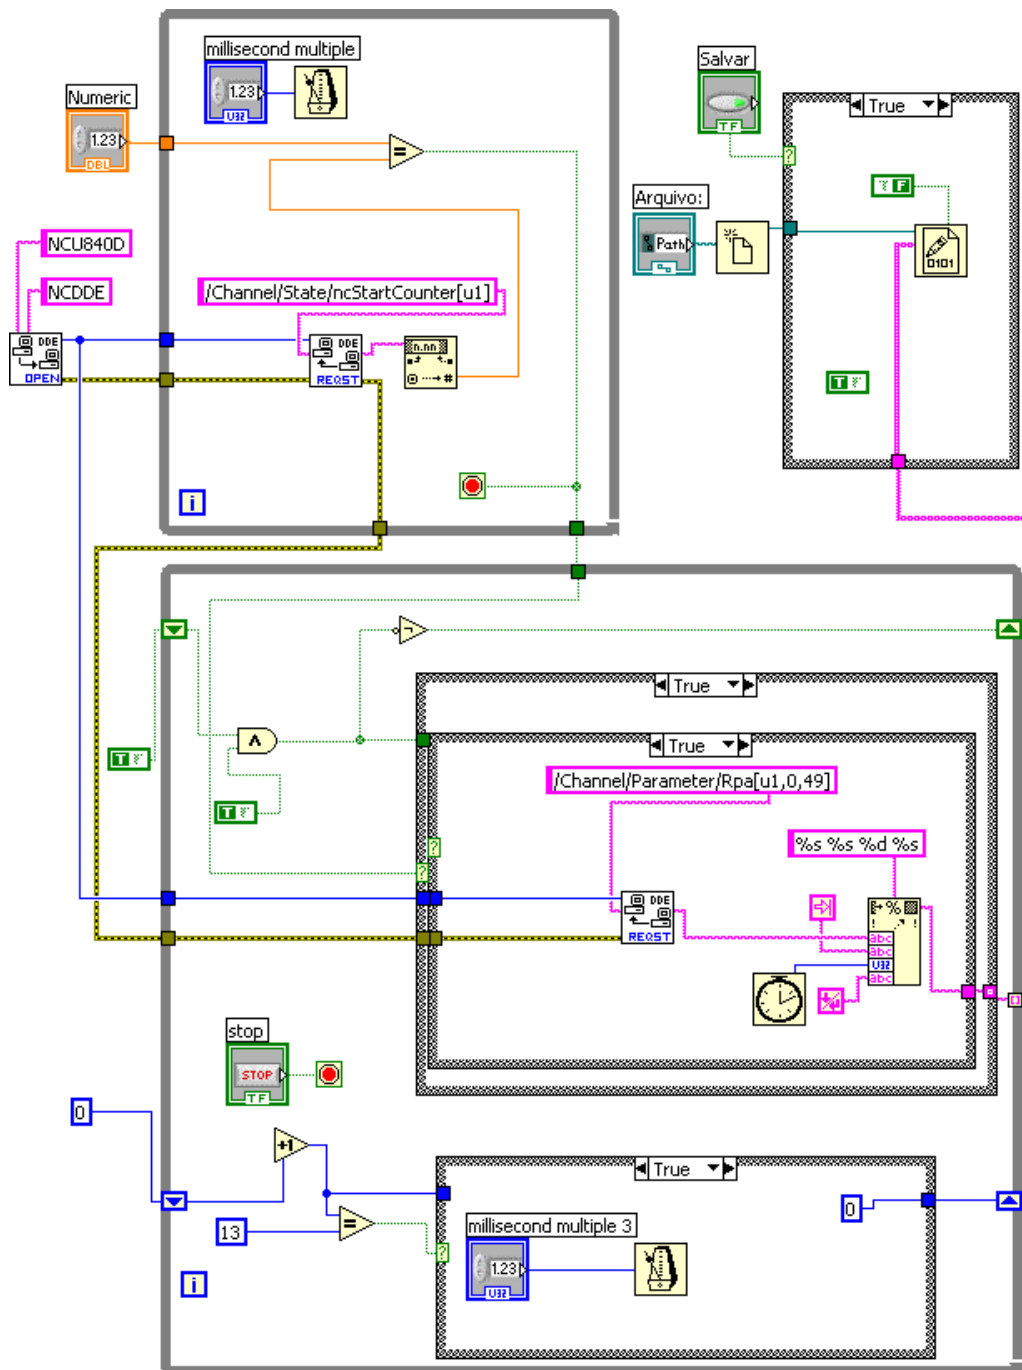 millisecond multiple
1.23
U32
Numeric
1.23
DBL
=
Salvar
TF
True
?
F
Arquivo:
Path
0101
T
NCU840D
NCDDE
/Channel/State/ncStartCounter[u1]
DDE
OPEN
DDE
REQST
n.nn
#
i
True
True
/Channel/Parameter/Rpa[u1,0,49]
T
T
?
?
%s %s %d %s
DDE
REQST
%
abc
abc
U32
abc
stop
STOP
TF
0
+1
True
13
=
0
?
millisecond multiple 3
1.23
U32
i